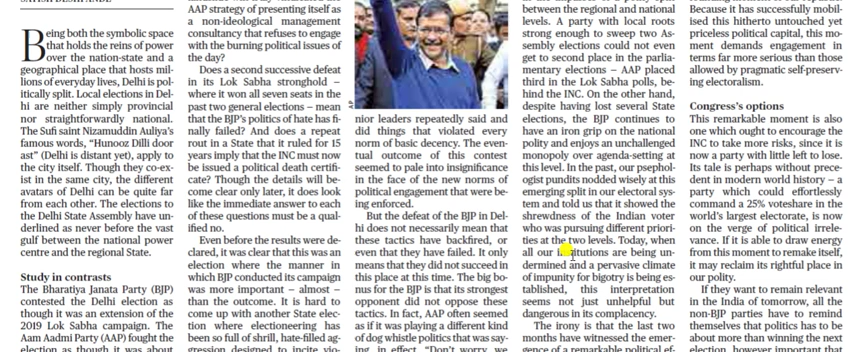 Being both the symbolic space
that holds the reins of power
over the nation-state and a
geographical place that hosts mil-
lions of everyday lives, Delhi is pol-
itically split. Local elections in Del-
hi are neither simply provincial
nor straightforwardly national.
The Sufi saint Nizamuddin Auliya's
famous words, "Hunooz Dilli door
ast" (Delhi is distant yet), apply to
the city itself. Though they co-ex-
ist in the same city, the different
avatars of Delhi can be quite far
from each other. The elections to
the Delhi State Assembly have un-
derlined as never before the vast
gulf between the national power
centre and the regional State.
Study in contrasts
The Bharatiya Janata Party (BJP)
contested the Delhi election as
though it was an extension of the
2019 Lok Sabha campaign. The
Aam Aadmi Party (AAP) fought the
election as though it was about
AAP strategy of presenting itself as
a non-ideological management
consultancy that refuses to engage
with the burning political issues of
the day?
Does a second successive defeat
in its Lok Sabha stronghold –
where it won all seven seats in the
past two general elections – mean
that the BJP's politics of hate has fi-
nally failed? And does a repeat
rout in a State that it ruled for 15
years imply that the INC must now
be issued a political death certifi-
cate? Though the details will be-
come clear only later, it does look
like the immediate answer to each
of these questions must be a qual-
ified no.
Even before the results were de-
clared, it was clear that this was an
election where the manner in
which BJP conducted its campaign
was more important – almost –
than the outcome. It is hard to
come up with another State elec-
tion where electioneering has
been so full of shrill, hate-filled ag-
gression designed to incite vio-
AP
nior leaders repeatedly said and
did things that violated every
norm of basic decency. The even-
tual outcome of this contest
seemed to pale into insignificance
in the face of the new norms of
political engagement that were be-
ing enforced.
But the defeat of the BJP in Del-
hi does not necessarily mean that
these tactics have backfired, or
even that they have failed. It only
means that they did not succeed in
this place at this time. The big bo-
nus for the BJP is that its strongest
opponent did not oppose these
tactics. In fact, AAP often seemed
as if it was playing a different kind
of dog whistle politics that was say-
ing, in effect, "Don't worry, we
between the regional and national
levels. A party with local roots
strong enough to sweep two As-
sembly elections could not even
get to second place in the parlia-
mentary elections – AAP placed
third in the Lok Sabha polls, be-
hind the INC. On the other hand,
despite having lost several State
elections, the BJP continues to
have an iron grip on the national
polity and enjoys an unchallenged
monopoly over agenda-setting at
this level. In the past, our psephol-
ogist pundits nodded wisely at this
emerging split in our electoral sys-
tem and told us that it showed the
shrewdness of the Indian voter
who was pursuing different priori-
ties at the two levels. Today, when
all our institutions are being un-
dermined and a pervasive climate
of impunity for bigotry is being es-
tablished, this interpretation
seems not just unhelpful but
dangerous in its complacency.
The irony is that the last two
months have witnessed the emer-
gence of a remarkable political ef-
Because it has successfully mobil-
ised this hitherto untouched yet
priceless political capital, this mo-
ment demands engagement in
terms far more serious than those
allowed by pragmatic self-preserv-
ing electoralism.
Congress's options
This remarkable moment is also
one which ought to encourage the
INC to take more risks, since it is
now a party with little left to lose.
Its tale is perhaps without prece-
dent in modern world history – a
party which could effortlessly
command a 25% voteshare in the
world's largest electorate, is now
on the verge of political irrele-
vance. If it is able to draw energy
from this moment to remake itself,
it may reclaim its rightful place in
our polity.
If they want to remain relevant
in the India of tomorrow, all the
non-BJP parties have to remind
themselves that politics has to be
about more than winning the next
election, however important that